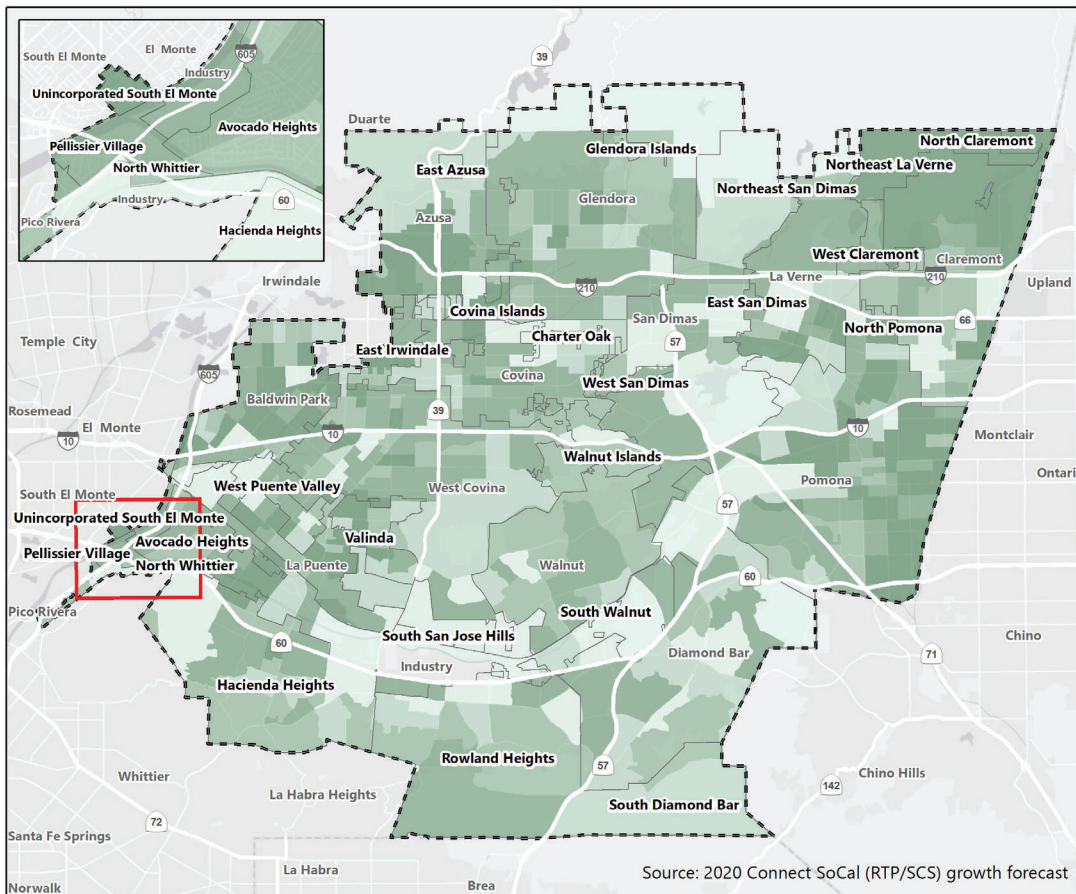 South El Monte
El Monte
605
Industry
Unincorporated South El Monte
Avocado Heights
Pellissier Village
North Whittier
Industry
60
Pico Rivera
Hacienda Heights
39
Duarte
North Claremont
Glendora Islands
Northeast La Verne
East Azusa
Northeast San Dimas
Glendora
Azusa
West Claremont
Claremont
210
La Verne
Irwindale
210
Upland
East San Dimas
Covina Islands
San Dimas
66
North Pomona
Temple City
Charter Oak
57
East Irwindale
605
Covina
West San Dimas
Baldwin Park
39
Rosemead
El Monte
10
10
10
Montclair
Walnut Islands
Ontari
Pomona
West Puente Valley
West Covina
South El Monte
57
Unincorporated South El Monte
Valinda
Avocado Heights
Pellissier Village
North Whittier
La Puente
Walnut
60
Pico Rivera
South Walnut
South San Jose Hills
Chino
60
Industry
Diamond Bar
71
Hacienda Heights
Rowland Heights
57
Whittier
Chino Hills
142
La Habra Heights
South Diamond Bar
72
Santa Fe Springs
La Habra
Source: 2020 Connect SoCal (RTP/SCS) growth forecast
Norwalk
Brea